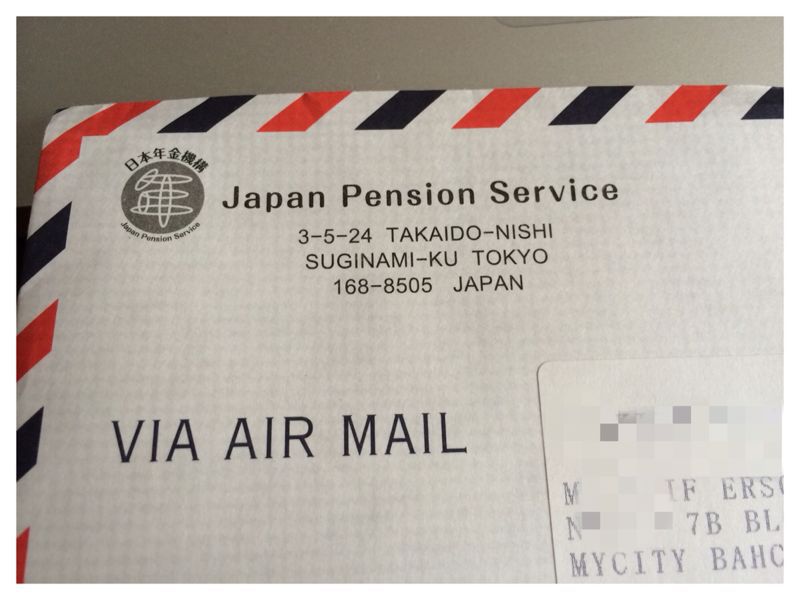 日本年金機構
Japan Pension Service
Japan Pension Service
3-5-24 TAKAIDO-NISHI
SUGINAMI-KU TOKYO
168-8505 JAPAN
VIA AIR MAIL
7B
MYCITY